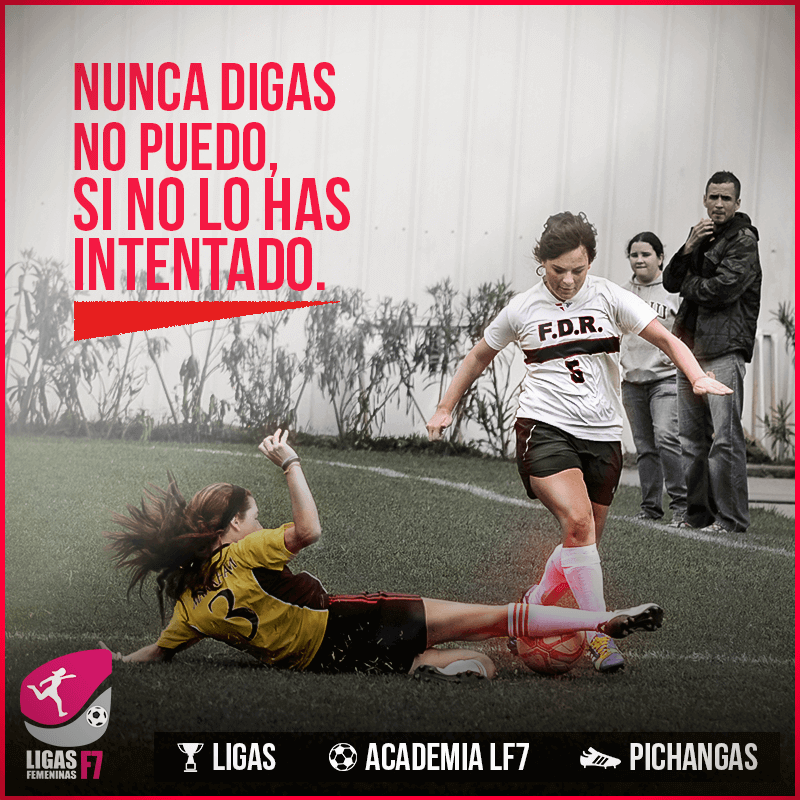 NUNCA DIGAS
NO PUEDO,
SI NO LO HAS
INTENTADO.
F.D.R.
5
3
LIGAS
FEMENINAS F7
LIGAS
ACADEMIA LF7
PICHANGAS